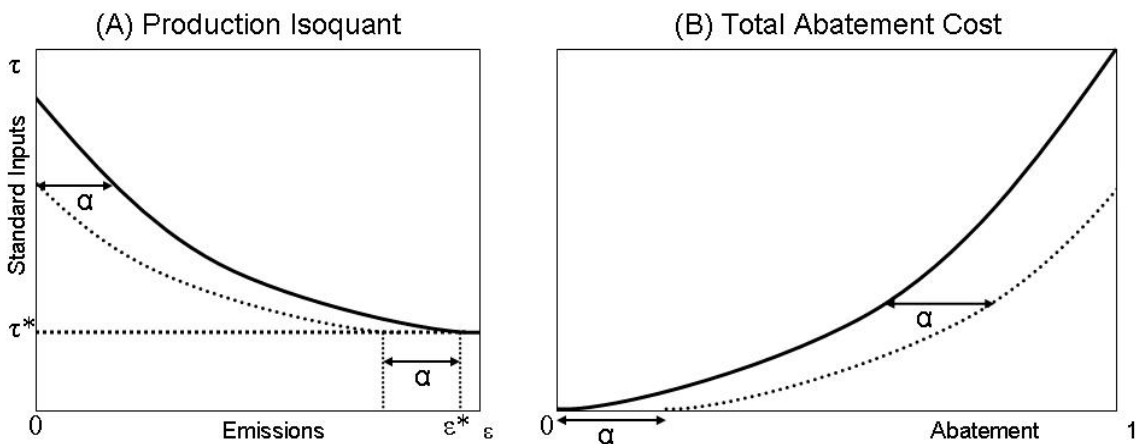 (A) Production Isoquant
τ
Standard Inputs
α
τ*
α
0
Emissions
ε*
ε
(B) Total Abatement Cost
α
0
α
Abatement
1